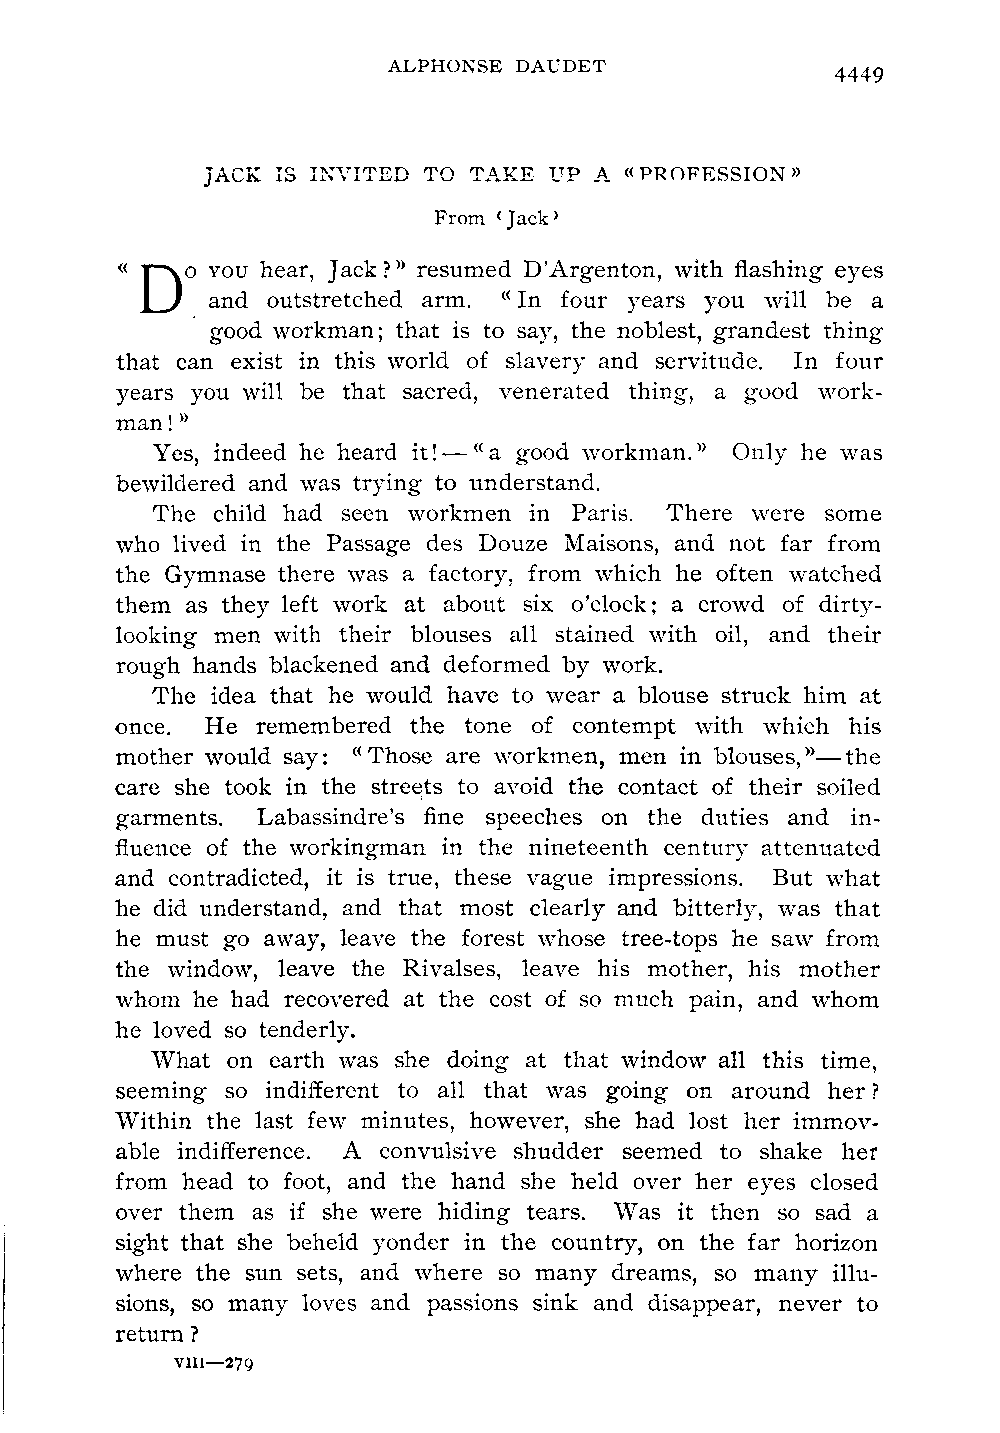 ALPHONSE DAUDET
4449
JACK IS INVITED TO TAKE UP A «PROFESSION»
From ‹Jack›
« DO YOU hear, Jack?» resumed D'Argenton, with flashing eyes
and outstretched arm. «In four years you will be a
good workman; that is to say, the noblest, grandest thing
that can exist in this world of slavery and servitude. In four
years you will be that sacred, venerated thing, a good work-
man!»
Yes, indeed he heard it!—«a good workman.» Only he was
bewildered and was trying to understand.
The child had seen workmen in Paris. There were some
who lived in the Passage des Douze Maisons, and not far from
the Gymnase there was a factory, from which he often watched
them as they left work at about six o'clock; a crowd of dirty-
looking men with their blouses all stained with oil, and their
rough hands blackened and deformed by work.
The idea that he would have to wear a blouse struck him at
once. He remembered the tone of contempt with which his
mother would say: «Those are workmen, men in blouses,»—the
care she took in the streets to avoid the contact of their soiled
garments. Labassindre's fine speeches on the duties and in-
fluence of the workingman in the nineteenth century attenuated
and contradicted, it is true, these vague impressions. But what
he did understand, and that most clearly and bitterly, was that
he must go away, leave the forest whose tree-tops he saw from
the window, leave the Rivalses, leave his mother, his mother
whom he had recovered at the cost of so much pain, and whom
he loved so tenderly.
What on earth was she doing at that window all this time,
seeming so indifferent to all that was going on around her?
Within the last few minutes, however, she had lost her immov-
able indifference. A convulsive shudder seemed to shake her
from head to foot, and the hand she held over her eyes closed
over them as if she were hiding tears. Was it then so sad a
sight that she beheld yonder in the country, on the far horizon
where the sun sets, and where so many dreams, so many illu-
sions, so many loves and passions sink and disappear, never to
return?
VIII—279